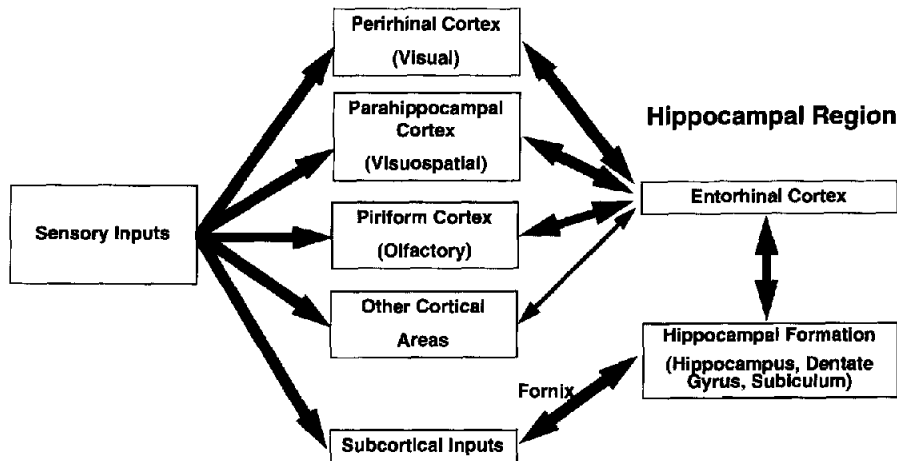 Perirhinal Cortex
(Visual)
Parahippocampal
Cortex
(Visuospatial)
Hippocampal Region
Sensory Inputs
Entorhinal Cortex
Piriform Cortex
(Olfactory)
Other Cortical
Areas
Hippocampal Formation
(Hippocampus, Dentate
Gyrus, Subiculum)
Fornix
Subcortical Inputs